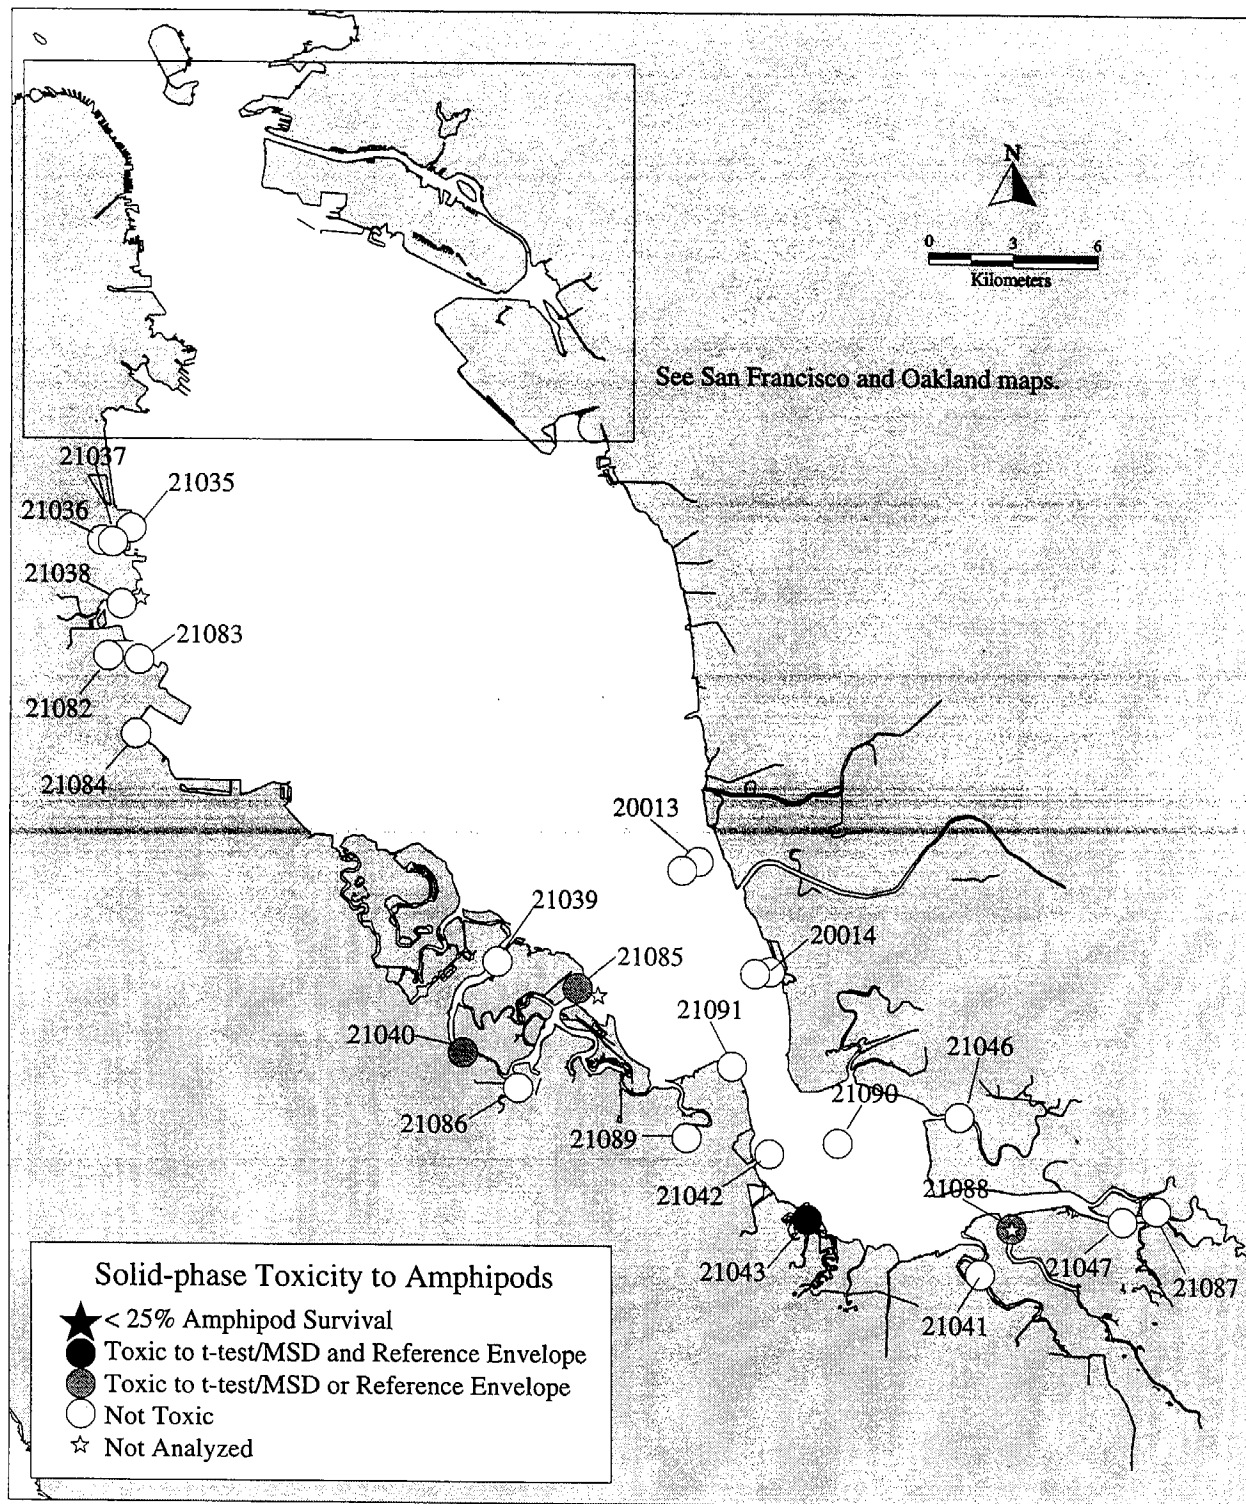 N
0 3 6
Kilometers
See San Francisco and Oakland maps.
21037
21035
21036
21038
21083
21082
21084
20013
21039
20014
21085
21091
21040
21046
21090
21086
21089
21042
21088
21043
21047
21087
21041
Solid-phase Toxicity to Amphipods
< 25% Amphipod Survival
Toxic to t-test/MSD and Reference Envelope
Toxic to t-test/MSD or Reference Envelope
Not Toxic
Not Analyzed